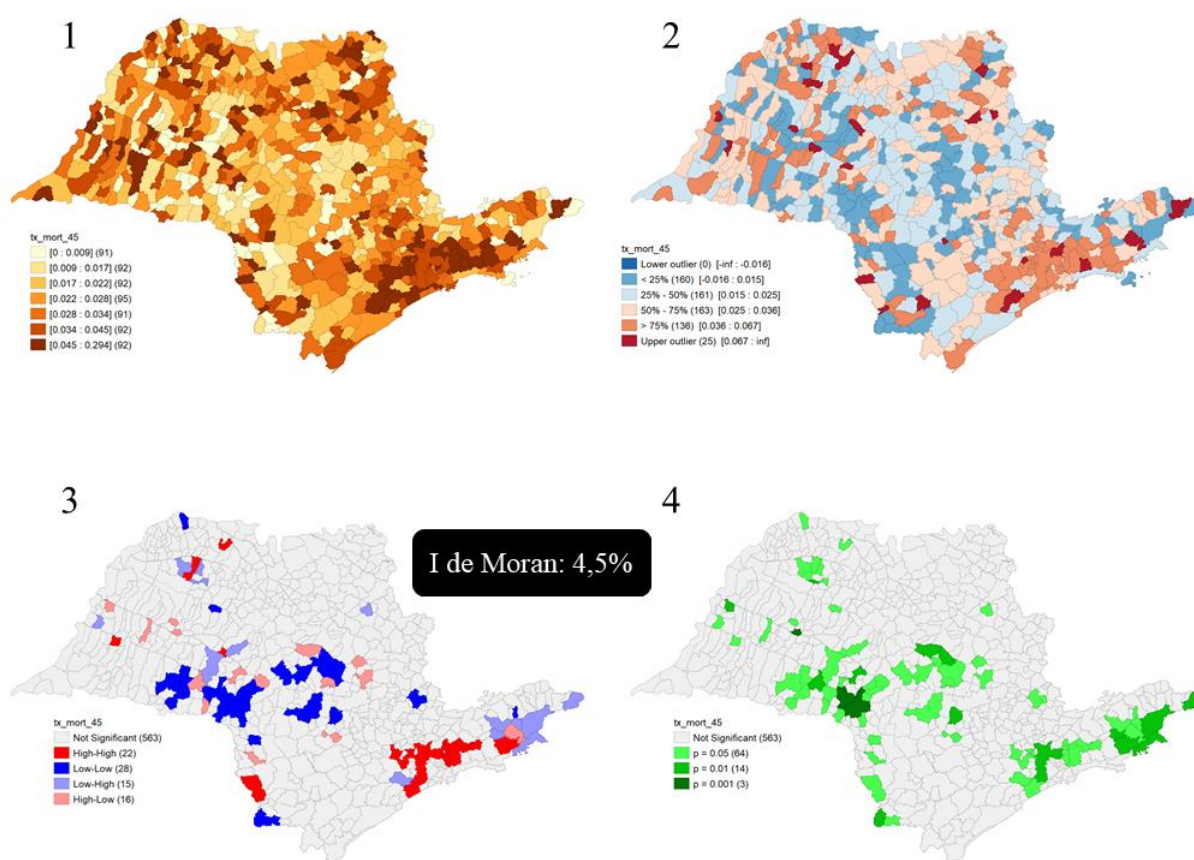 1
tx_mort_45
[0 : 0.009] (91)
[0.009 : 0.017] (92)
[0.017 : 0.022] (92)
[0.022 : 0.028] (95)
[0.028 : 0.034] (91)
[0.034 : 0.045] (92)
[0.045 : 0.294] (92)
2
tx_mort_45
Lower outlier (0) [-inf : -0.016]
< 25% (160) [-0.016 : 0.015]
25% - 50% (161) [0.015 : 0.025]
50% - 75% (163) [0.025 : 0.036]
> 75% (136) [0.036 : 0.067]
Upper outlier (25) [0.067 : inf]
3
I de Moran: 4,5%
tx_mort_45
Not Significant (563)
High-High (22)
Low-Low (28)
Low-High (15)
High-Low (16)
4
tx_mort_45
Not Significant (563)
p = 0.05 (64)
p = 0.01 (14)
p = 0.001 (3)